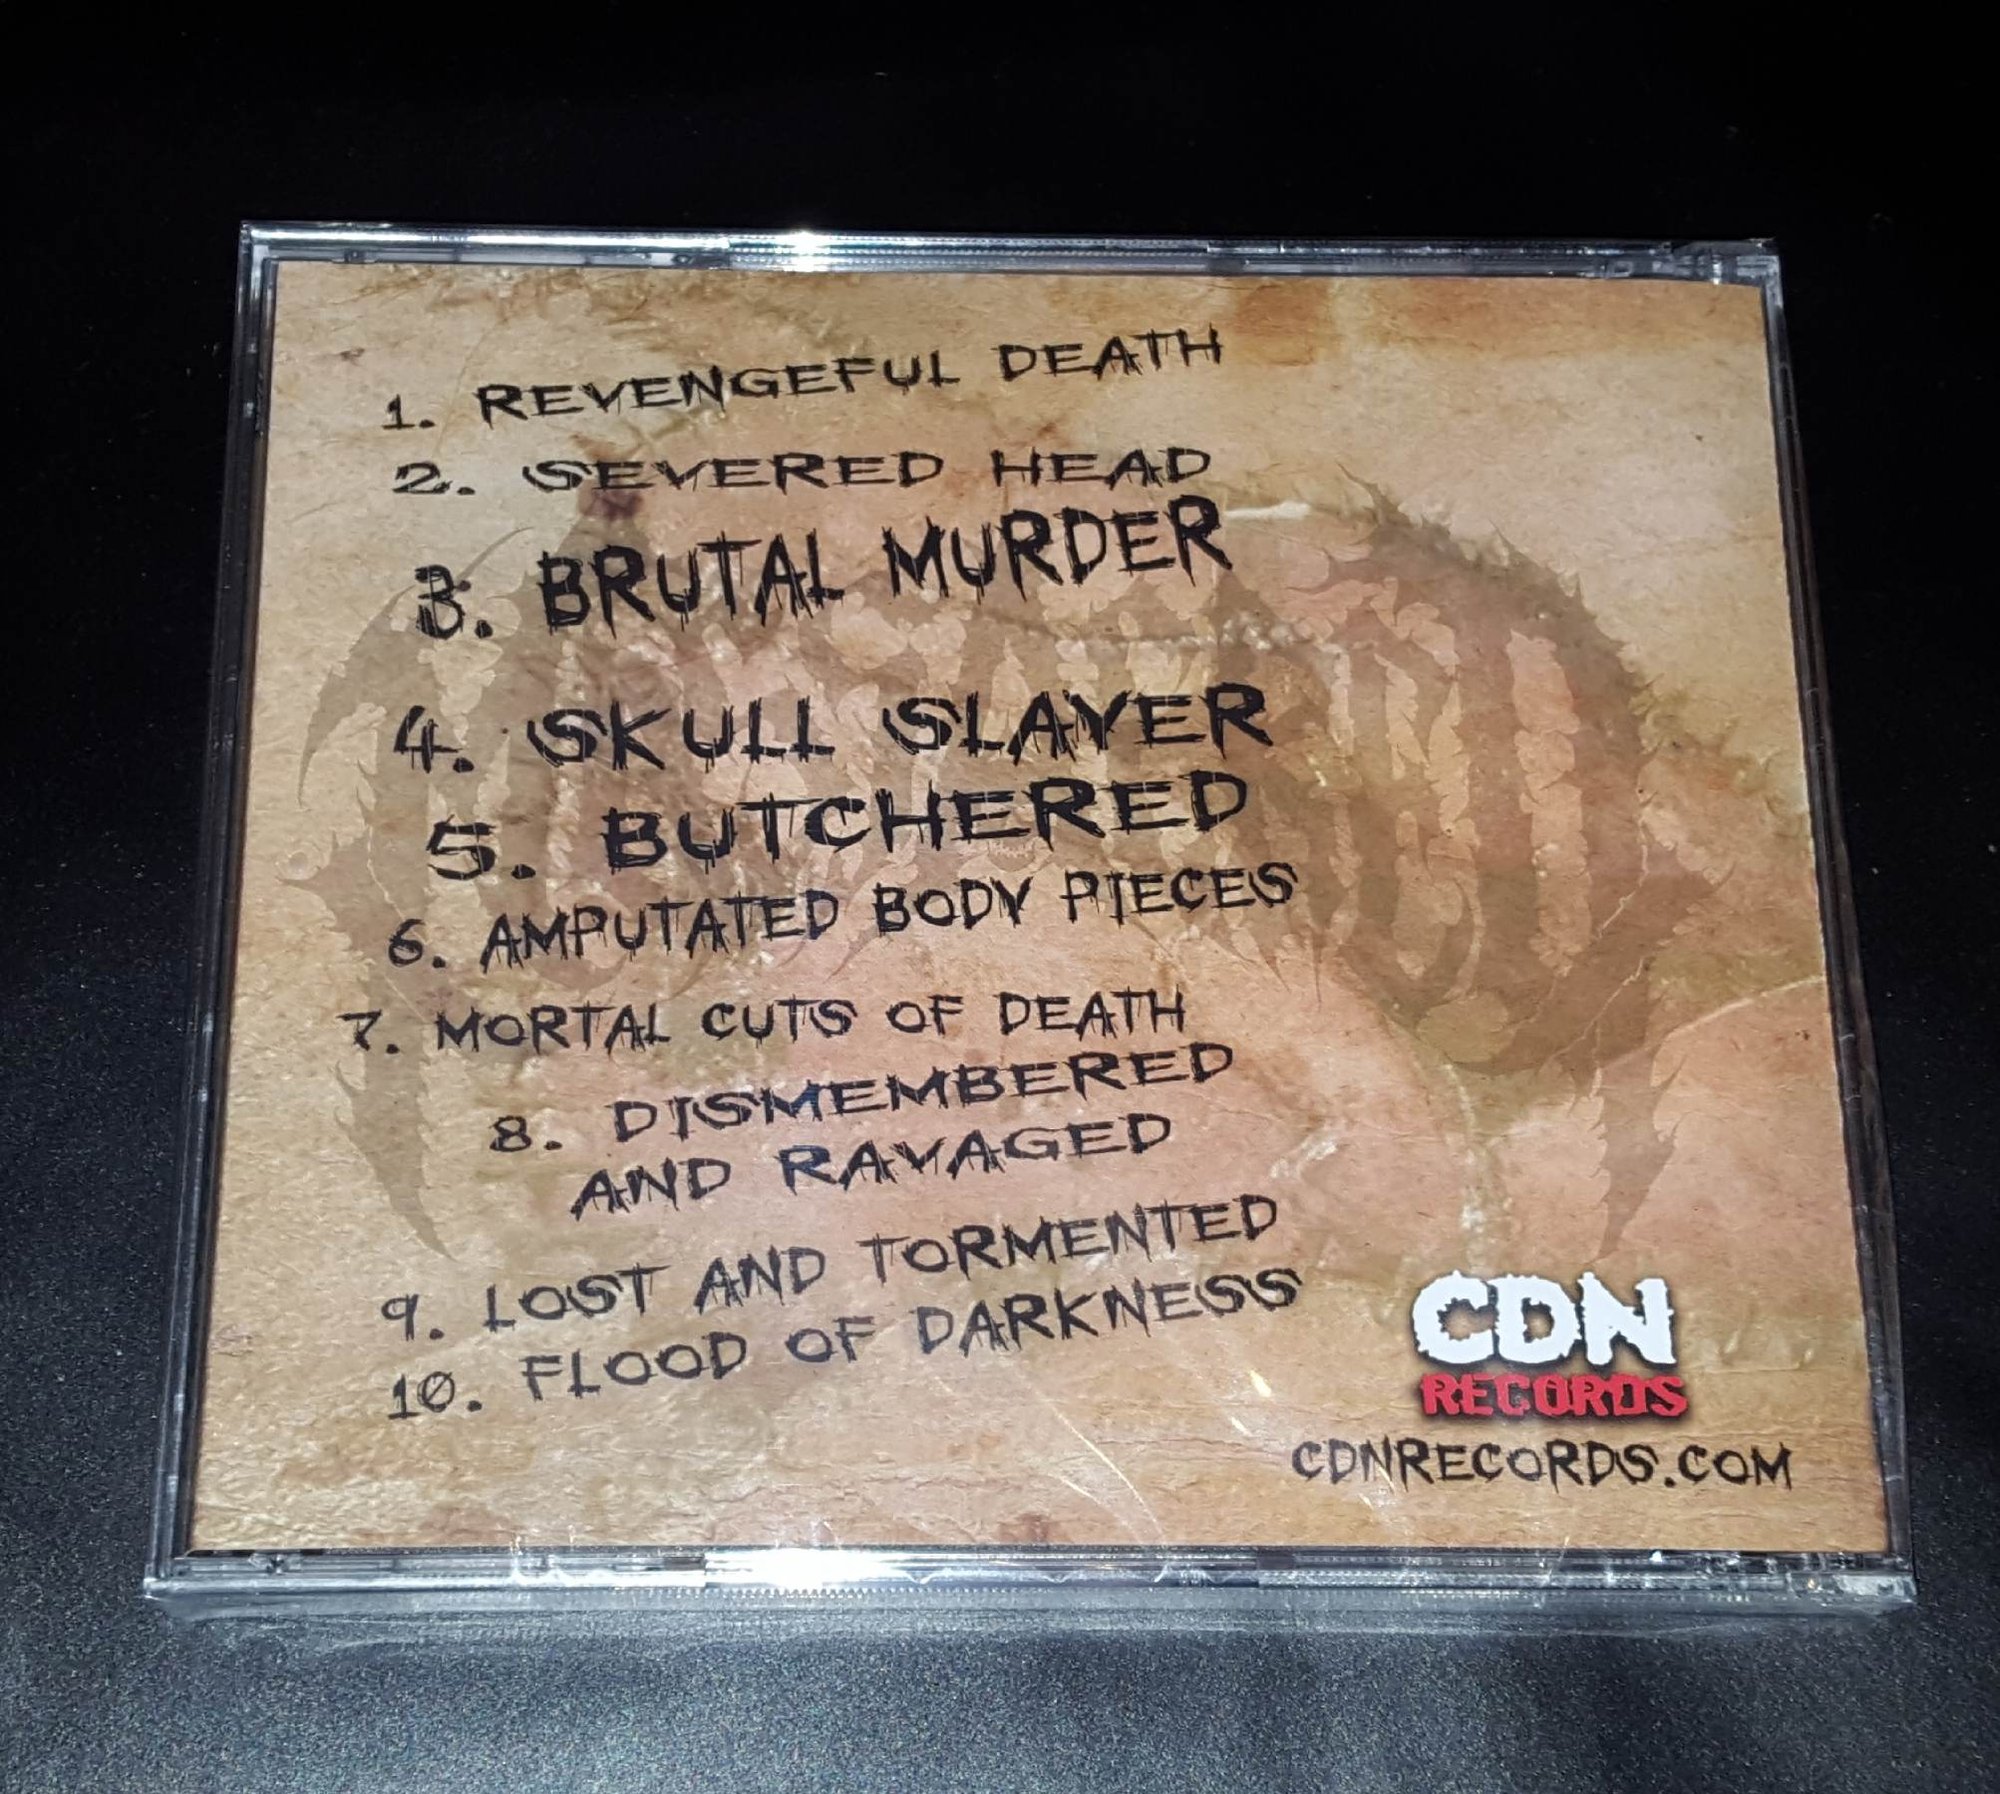 1. REVENGEFUL DEATH
2. SEVERED HEAD
3. BRUTAL MURDER
4. SKULL SLAYER
5. BUTCHERED
6. AMPUTATED BODY PIECES
7. MORTAL CUTS OF DEATH
8. DISMEMBERED
AND RAVAGED
9. LOST AND TORMENTED
10. FLOOD OF DARKNESS
CDN
RECORDS
CDNRECORDS.COM